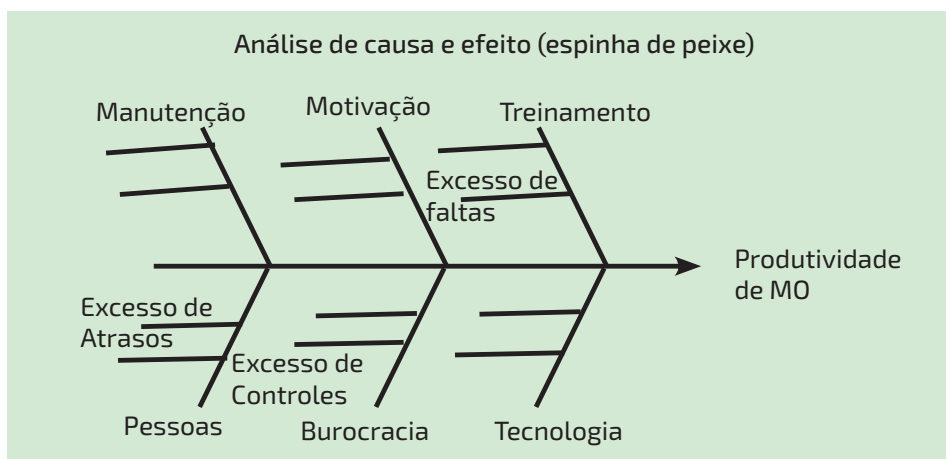 Análise de causa e efeito (espinha de peixe)
Manutenção
Motivação
Treinamento
Excesso de
faltas
Produtividade
de MO
Excesso de
Atrasos
Excesso de
Controles
Pessoas
Burocracia
Tecnologia